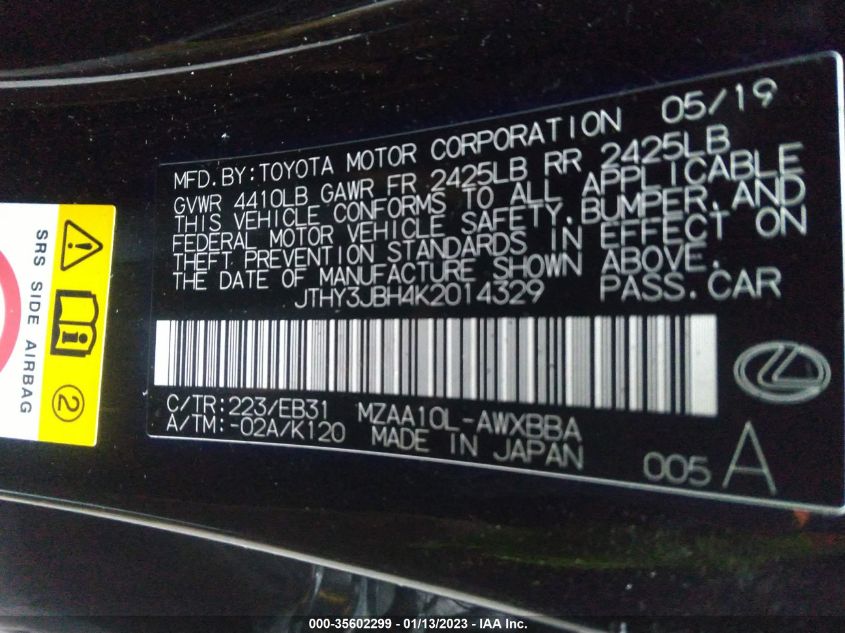 MFD. BY: TOYOTA MOTOR CORPORATION 05/19
GVWR 4410LB GAWR FR 2425LB RR 2425LB
THIS VEHICLE CONFORMS TO ALL APPLICABLE
FEDERAL MOTOR VEHICLE SAFETY, BUMPER, AND
THEFT PREVENTION STANDARDS IN EFFECT ON
THE DATE OF MANUFACTURE SHOWN ABOVE.
JTHY3JBH4K2014329 PASS. CAR
C/TR: 223/EB31 MZAA10L-AWXBBA
A/TM: -02A/K120 MADE IN JAPAN
005 A
SRS SIDE AIRBAG
2
000-35602299 - 01/13/2023 - IAA Inc.